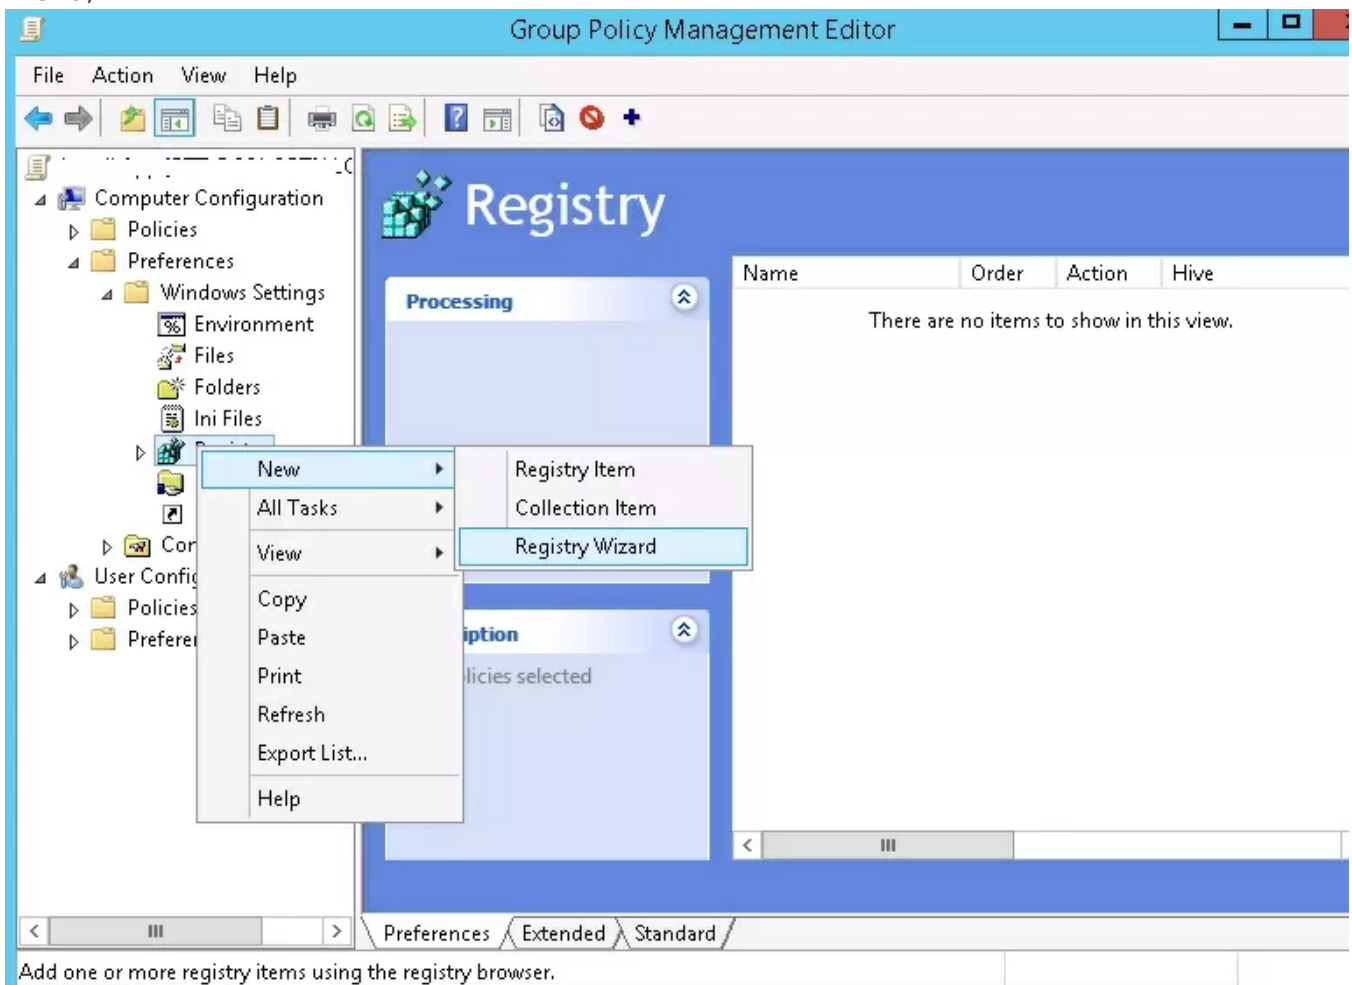 Group Policy Management Editor
File Action View Help
Computer Configuration
Policies
Preferences
Windows Settings
Environment
Files
Folders
Ini Files
User Config
Policies
Prefere
Registry
Processing
Name Order Action Hive
There are no items to show in this view.
New
All Tasks
View
Copy
Paste
Print
Refresh
Export List...
Help
Registry Item
Collection Item
Registry Wizard
iption
licies selected
Preferences Extended Standard
Add one or more registry items using the registry browser.